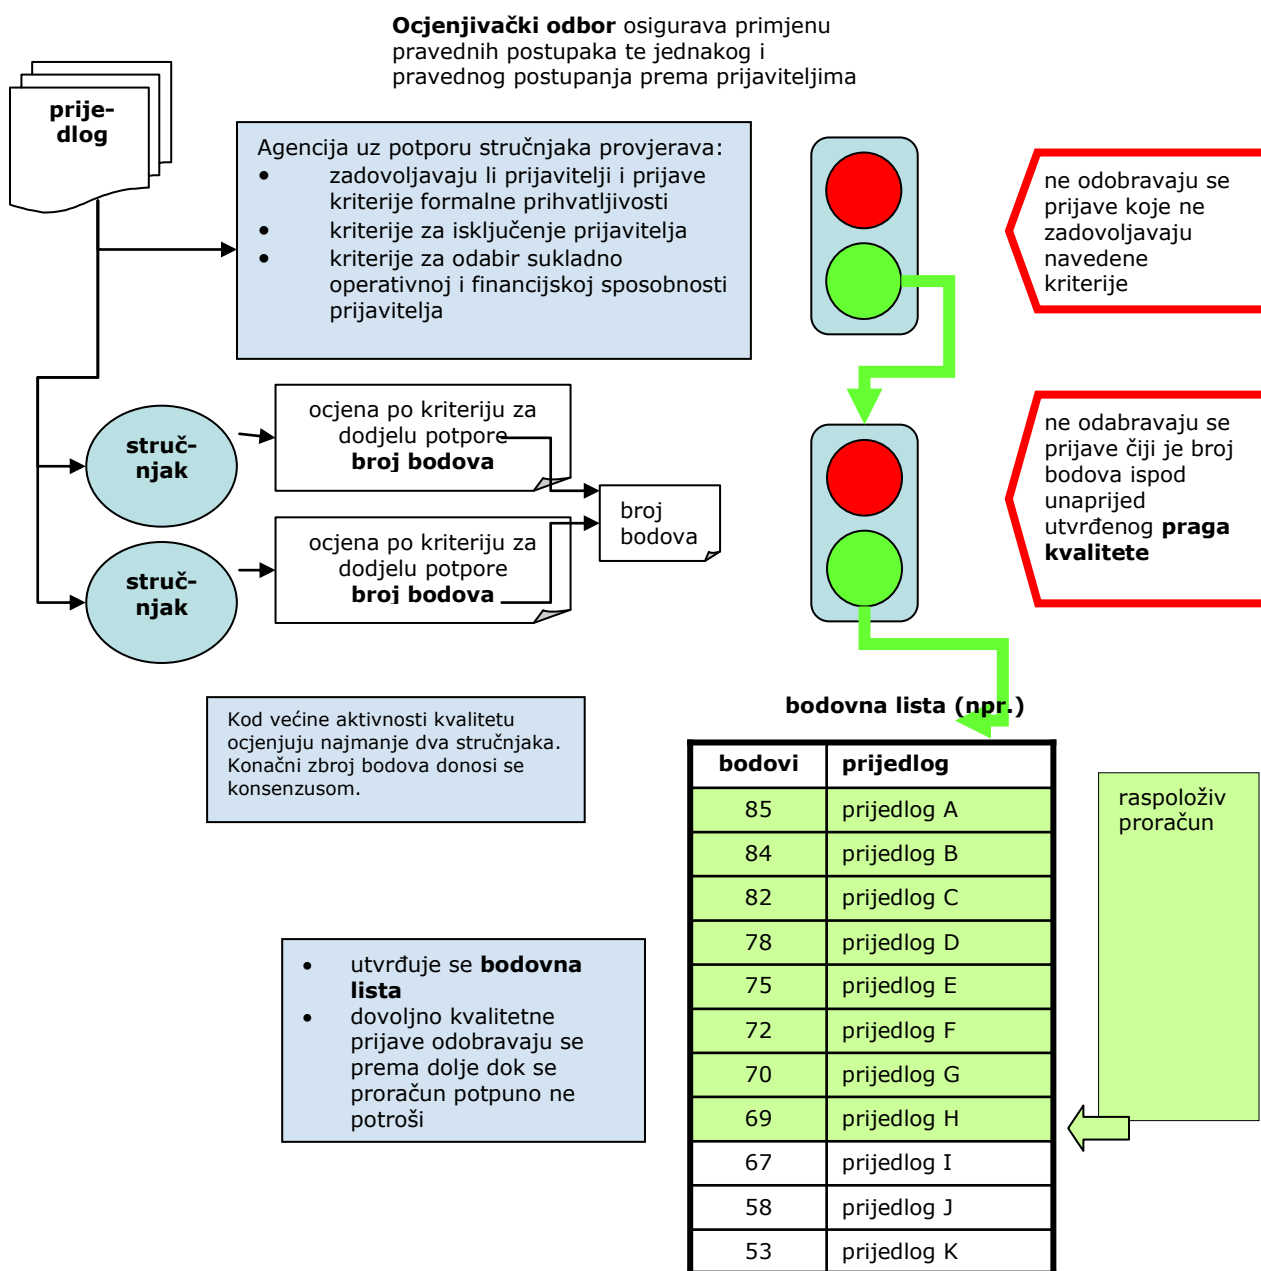 Ocjenjivački odbor osigurava primjenu
pravednih postupaka te jednakog i
pravednog postupanja prema prijaviteljima
prije-
dlog
Agencija uz potporu stručnjaka provjerava:
• zadovoljavaju li prijavitelji i prijave
kriterije formalne prihvatljivosti
• kriterije za isključenje prijavitelja
• kriterije za odabir sukladno
operativnoj i financijskoj sposobnosti
prijavitelja
ne odobravaju se
prijave koje ne
zadovoljavaju
navedene
kriterije
struč-
njak
ocjena po kriteriju za
dodjelu potpore
broj bodova
struč-
njak
ocjena po kriteriju za
dodjelu potpore
broj bodova
broj
bodova
ne odabravaju se
prijave čiji je broj
bodova ispod
unaprijed
utvrđenog praga
kvalitete
Kod većine aktivnosti kvalitetu
ocjenjuju najmanje dva stručnjaka.
Konačni zbroj bodova donosi se
konsenzusom.
bodovna lista (npr.)
bodovi prijedlog
85 prijedlog A
84 prijedlog B
82 prijedlog C
78 prijedlog D
75 prijedlog E
72 prijedlog F
70 prijedlog G
69 prijedlog H
67 prijedlog I
58 prijedlog J
53 prijedlog K
raspoloživ
proračun
• utvrđuje se bodovna
lista
• dovoljno kvalitetne
prijave odobravaju se
prema dolje dok se
proračun potpuno ne
potroši